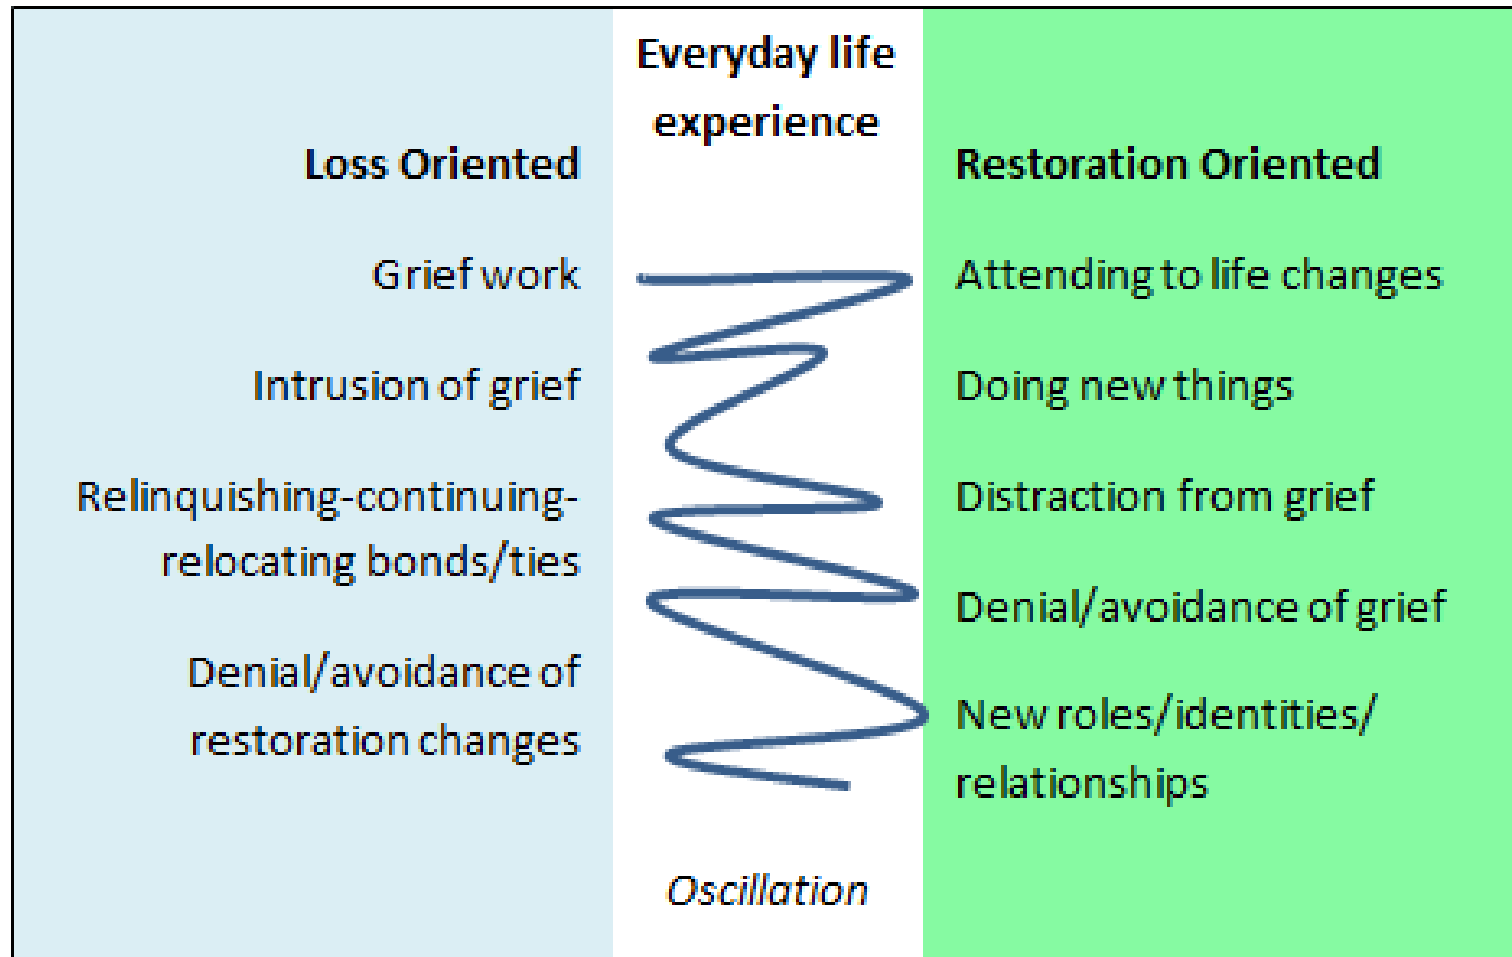 Everyday life
experience
Loss Oriented
Grief work
Intrusion of grief
Relinquishing-continuing-
relocating bonds/ties
Denial/avoidance of
restoration changes
Restoration Oriented
Attending to life changes
Doing new things
Distraction from grief
Denial/avoidance of grief
New roles/identities/
relationships
Oscillation